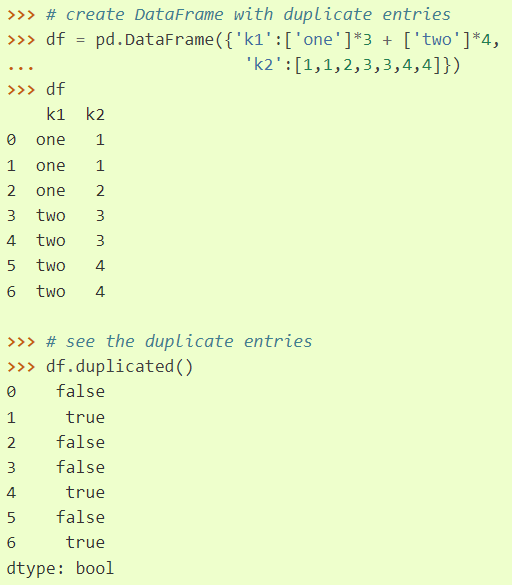 >>> # create DataFrame with duplicate entries
>>> df = pd.DataFrame({'k1':['one']*3 + ['two']*4,
...                     'k2':[1,1,2,3,3,4,4]})
>>> df
    k1  k2
0  one   1
1  one   1
2  one   2
3  two   3
4  two   3
5  two   4
6  two   4

>>> # see the duplicate entries
>>> df.duplicated()
0    false
1     true
2    false
3    false
4     true
5    false
6     true
dtype: bool